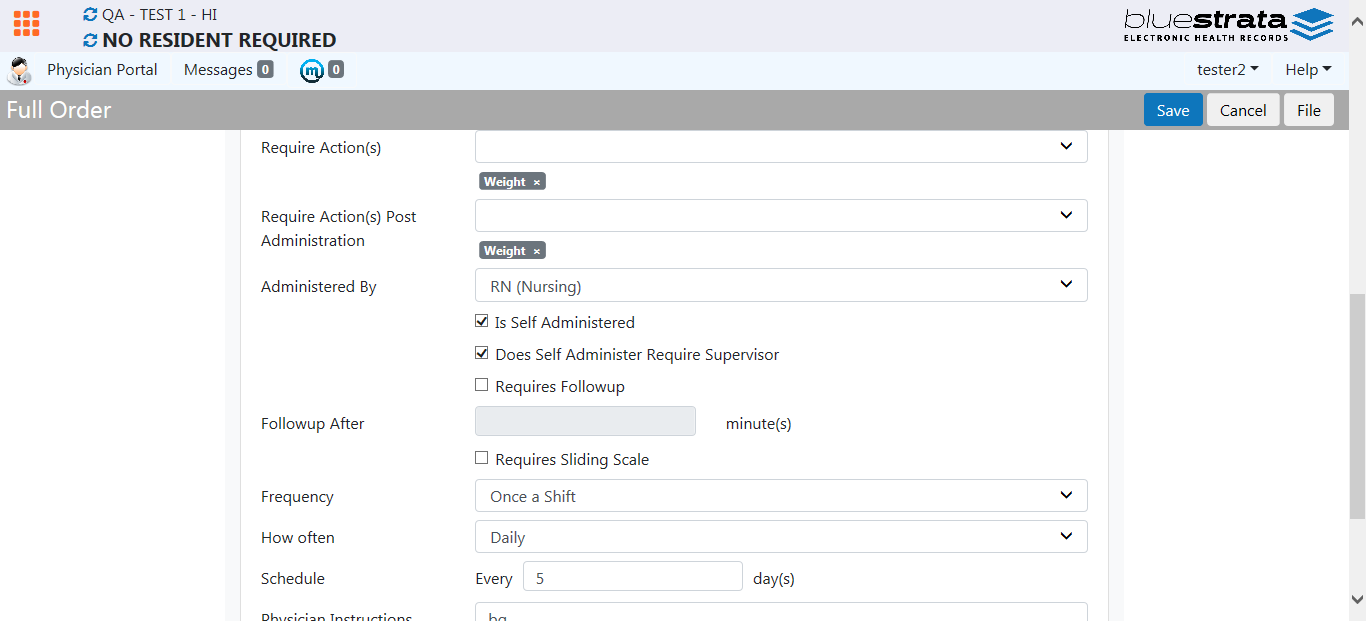 QA - TEST 1 - HI
NO RESIDENT REQUIRED
bluestrata
ELECTRONIC HEALTH RECORDS
Physician Portal Messages 0 m 0 tester2 Help
Full Order Save Cancel File
Require Action(s)
Weight ×
Require Action(s) Post
Administration
Weight ×
Administered By RN (Nursing)
Is Self Administered
Does Self Administer Require Supervisor
Requires Followup
Followup After minute(s)
Requires Sliding Scale
Frequency Once a Shift
How often Daily
Schedule Every 5 day(s)
Physician Instructions